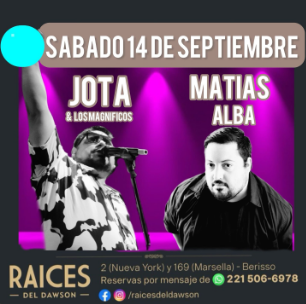 SABADO 14 DE SEPTIEMBRE
JOTA
& LOS MAGNIFICOS
MATIAS
ALBA
RAICES
DEL DAWSON
2 (Nueva York) y 169 (Marsella) - Berisso
Reservas por mensaje de 221 506-6978
/raicesdeldawson